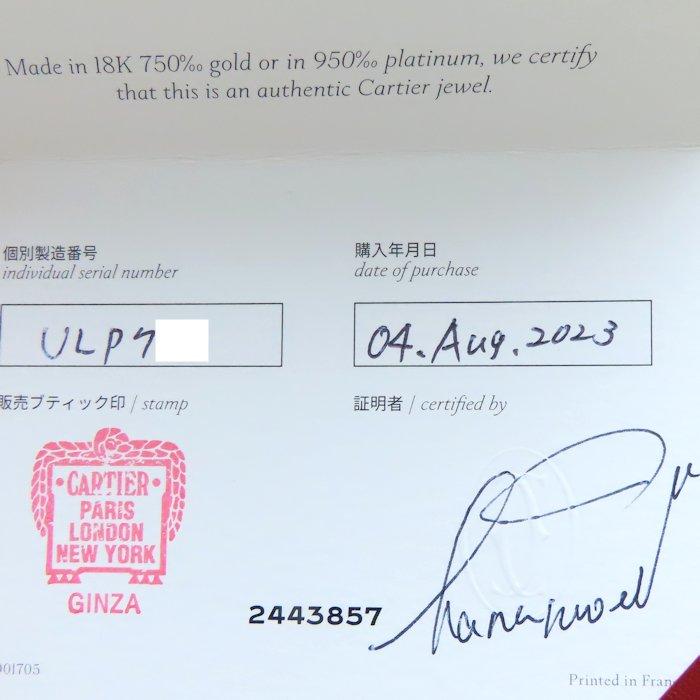 Made in 18K 750‰ gold or in 950‰ platinum, we certify
that this is an authentic Cartier jewel.
個別製造番号
individual serial number
購入年月日
date of purchase
ULP7
04. Aug. 2023
販売ブティック印 / stamp
証明者 / certified by
CARTIER
PARIS
LONDON
NEW YORK
GINZA
2443857
001705
Printed in